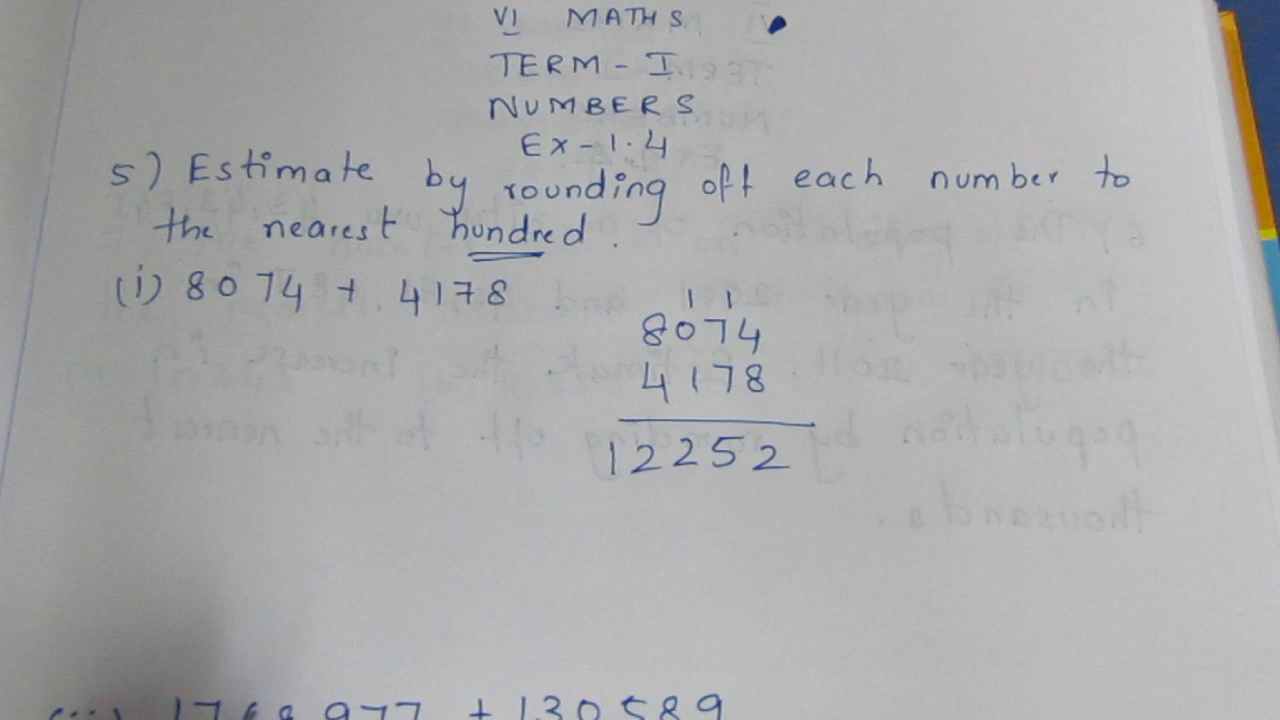 VI MATHS
TERM - I
NUMBERS
Ex-1.4
5) Estimate by rounding off each number to
the nearest hundred.
(i) 8074 + 4178
1 1
8074
4178
12252
+ 130589